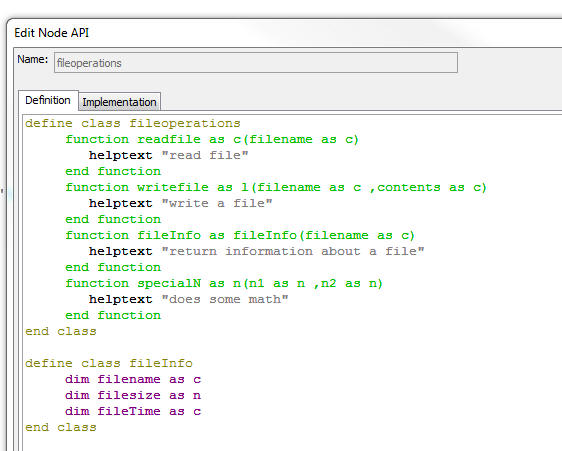 Edit Node API
Name: fileoperations
Definition Implementation
define class fileoperations
function readfile as c(filename as c)
helptext "read file"
end function
function writefile as l(filename as c ,contents as c)
helptext "write a file"
end function
function fileInfo as fileInfo(filename as c)
helptext "return information about a file"
end function
function specialN as n(n1 as n ,n2 as n)
helptext "does some math"
end function
end class
define class fileInfo
dim filename as c
dim filesize as n
dim fileTime as c
end class